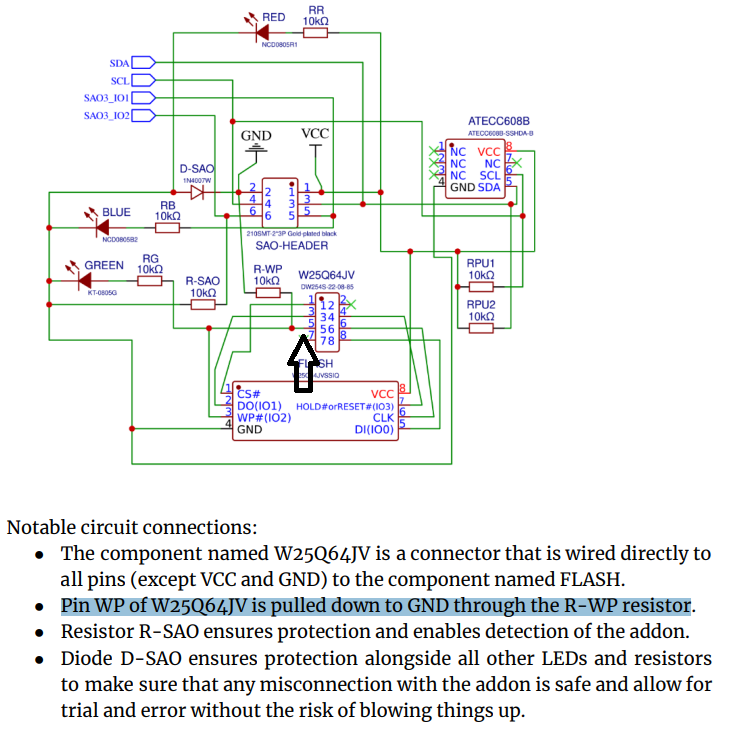 RED
RR
10kΩ
NCD0805R1
SDA
SCL
SAO3_IO1
SAO3_IO2
GND
VCC
ATECC608B
ATECC608B-SSHDA-B
1 NC VCC 8
2 NC NC 7
3 NC SCL 6
4 GND SDA 5
D-SAO
1N4007W
2 2 1 1
4 4 3 3
6 6 5 5
210SMT-2*3P Gold-plated black
SAO-HEADER
BLUE
RB
10kΩ
NCD0805B2
GREEN
RG
10kΩ
KT-0805G
R-SAO
10kΩ
R-WP
10kΩ
W25Q64JV
DW254S-22-08-85
1 1 2 2
3 3 4 4
5 5 6 6
7 7 8 8
RPU1
10kΩ
RPU2
10kΩ
1 CS# VCC 8
2 DO(IO1) HOLD#orRESET#(IO3) 7
3 WP#(IO2) CLK 6
4 GND DI(IO0) 5
Notable circuit connections:
● The component named W25Q64JV is a connector that is wired directly to
all pins (except VCC and GND) to the component named FLASH.
● Pin WP of W25Q64JV is pulled down to GND through the R-WP resistor.
● Resistor R-SAO ensures protection and enables detection of the addon.
● Diode D-SAO ensures protection alongside all other LEDs and resistors
to make sure that any misconnection with the addon is safe and allow for
trial and error without the risk of blowing things up.